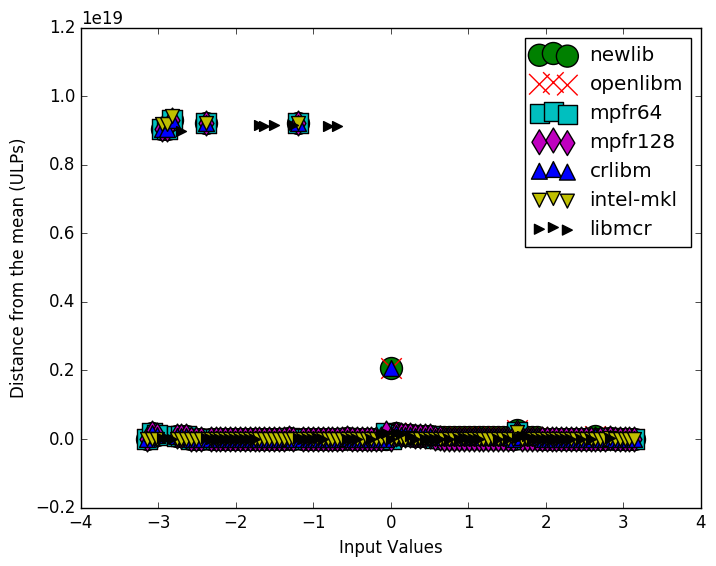 1e19
1.2
1.0
0.8
0.6
0.4
0.2
0.0
−0.2
−4
−3
−2
−1
0
1
2
3
4
Distance from the mean (ULPs)
Input Values
newlib
openlibm
mpfr64
mpfr128
crlibm
intel-mkl
libmcr